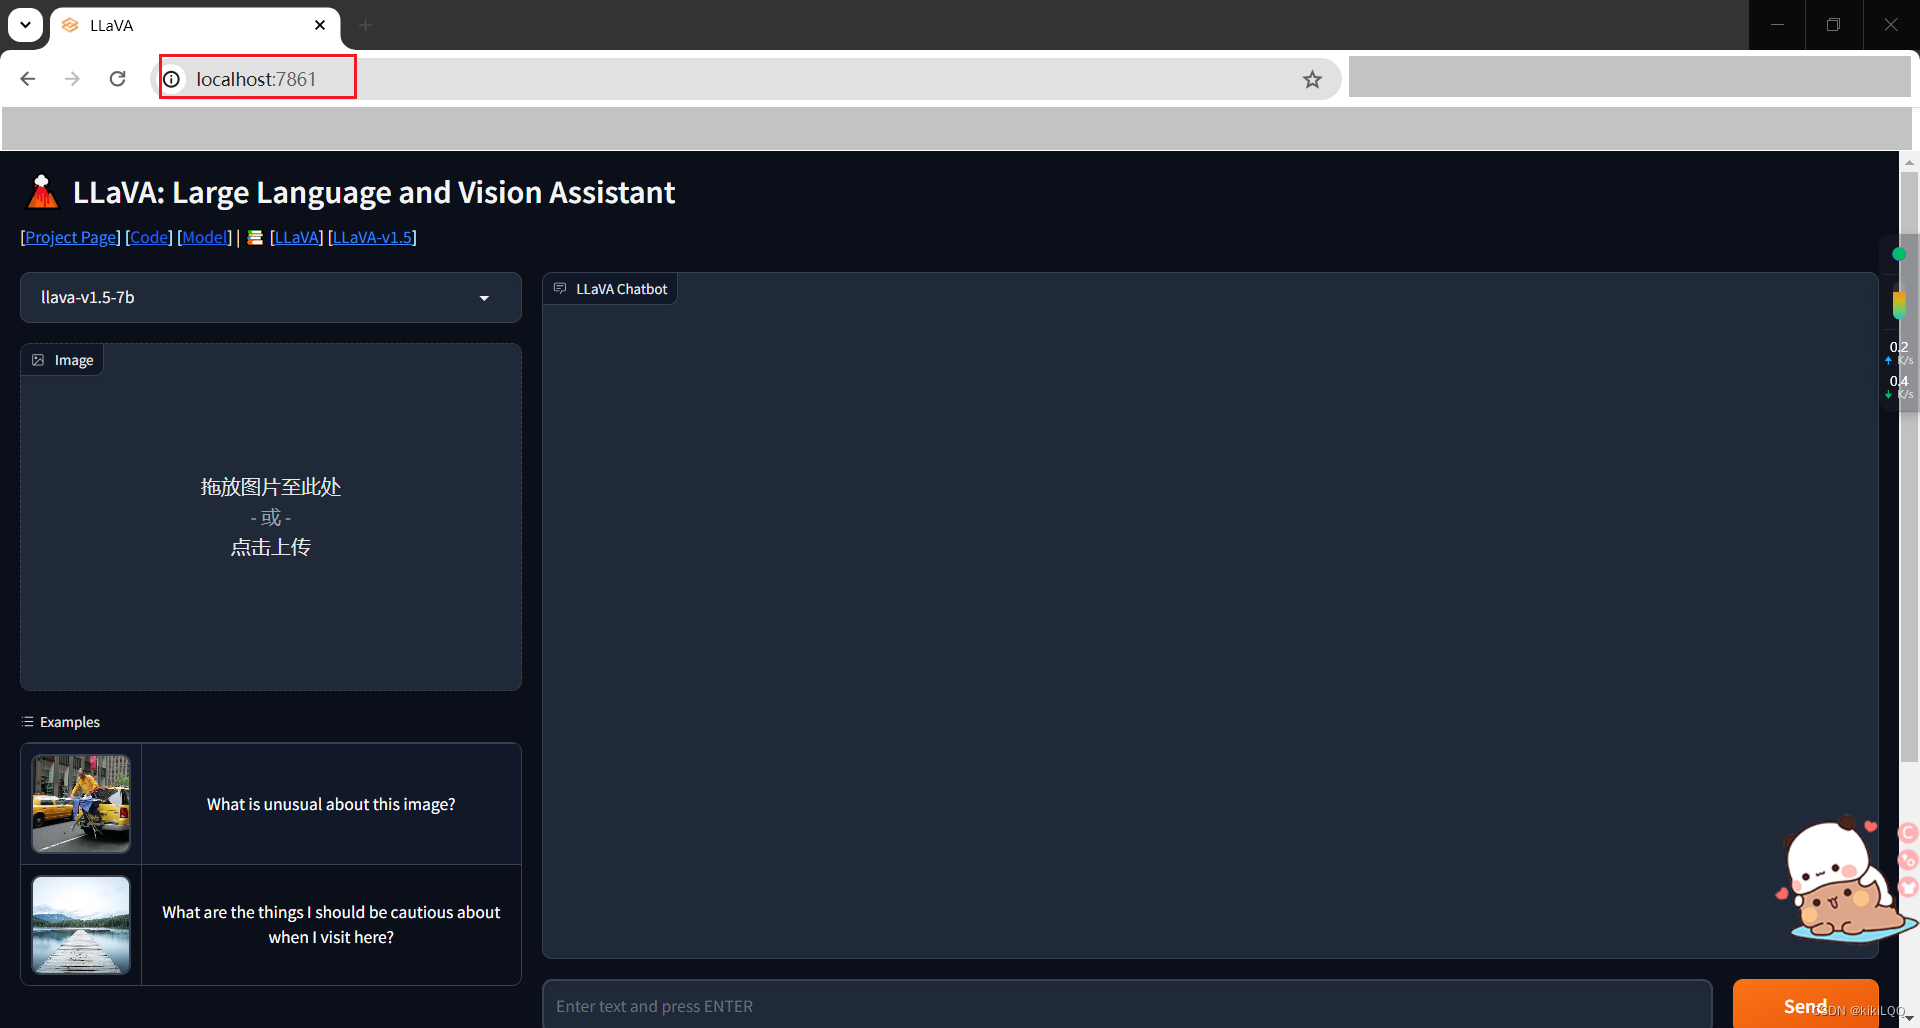 LLaVA
localhost:7861
LLaVA: Large Language and Vision Assistant
[Project Page] [Code] [Model] | 📚 [LLaVA] [LLaVA-v1.5]
llava-v1.5-7b
LLaVA Chatbot
Image
拖放图片至此处
- 或 -
点击上传
0.2
K/s
0.4
K/s
Examples
What is unusual about this image?
What are the things I should be cautious about
when I visit here?
Enter text and press ENTER
Send
CSDN @kikiLQQ